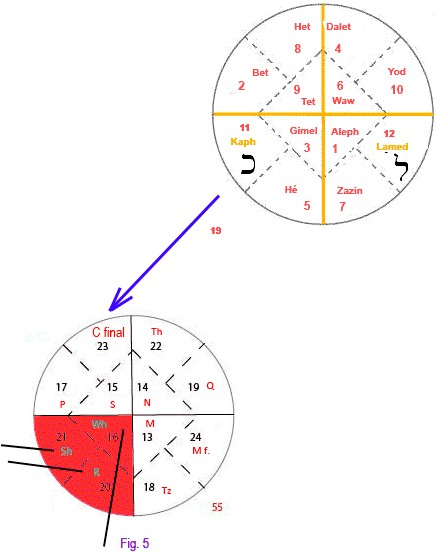 Het Dalet
8 4
Bet Yod
2 9 6 10
Tet Waw
11 Gimel Aleph 12
Kaph 3 1 Lamed
כ ל
Hé Zazin
5 7
19
C final Th
23 22
17 15 14 19 Q
P S N
Wh M
21 16 13 24
Sh M f.
R
20 18 Tz
55
Fig. 5